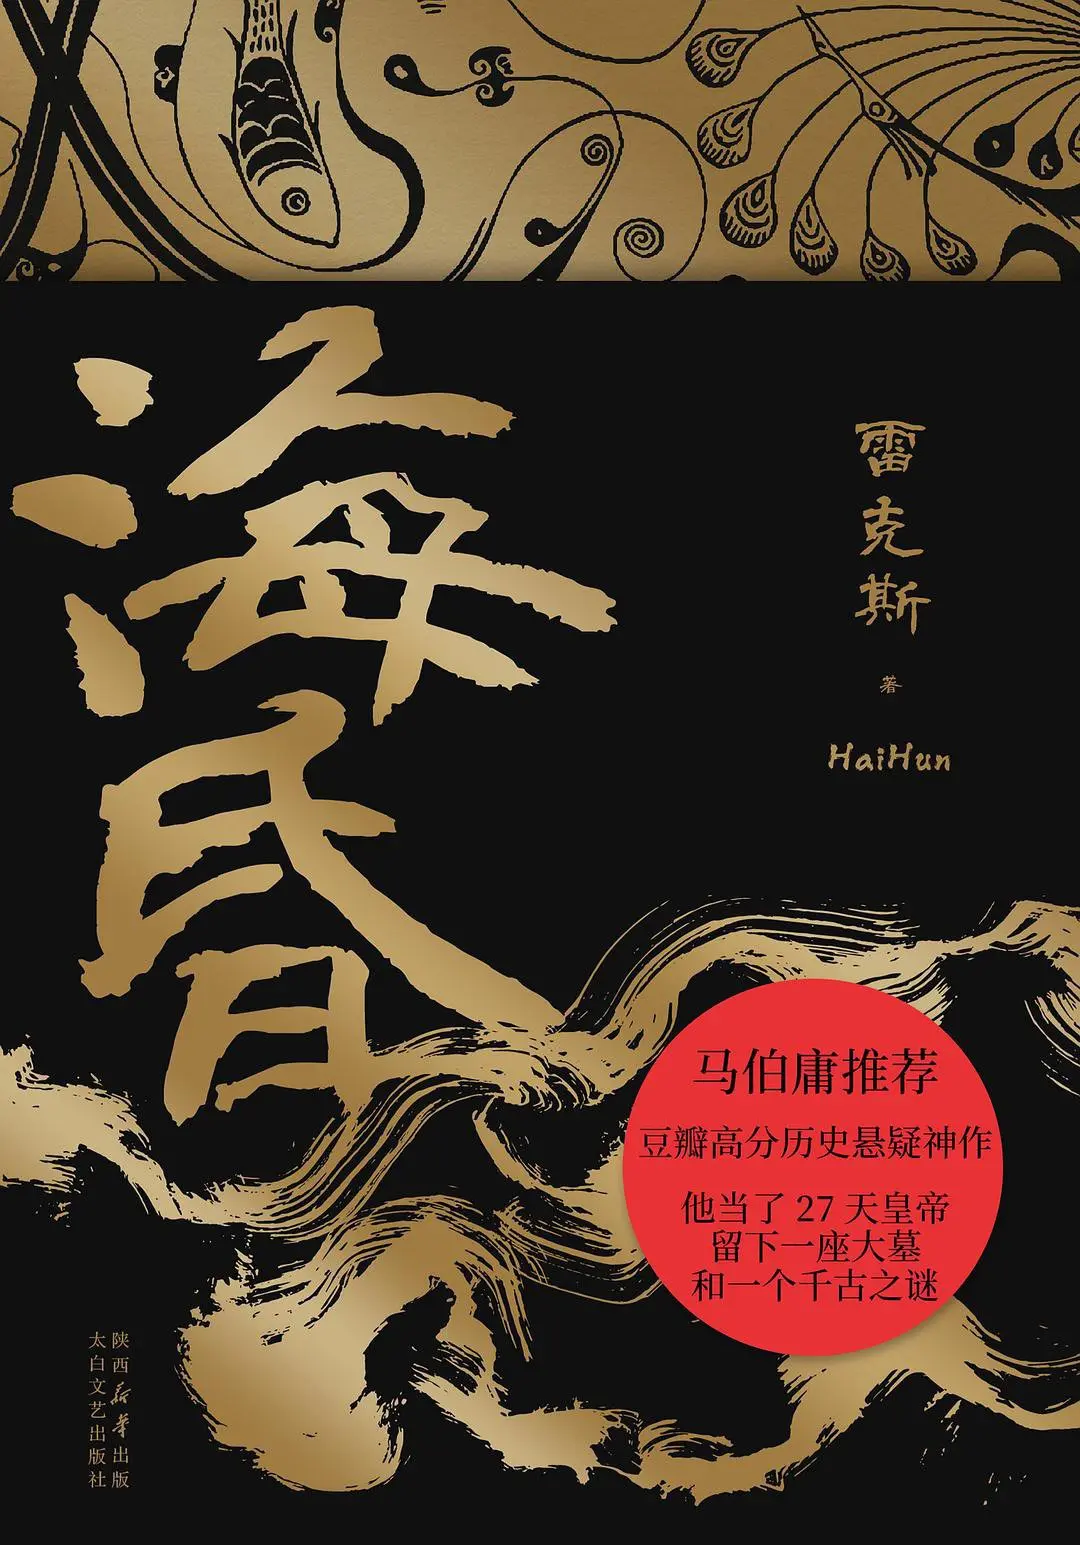 海昏
雷克斯
著
HaiHun
马伯庸推荐
豆瓣高分历史悬疑神作
他当了 27 天皇帝
留下一座大墓
和一个千古之谜
陕西新华出版
太白文艺出版社